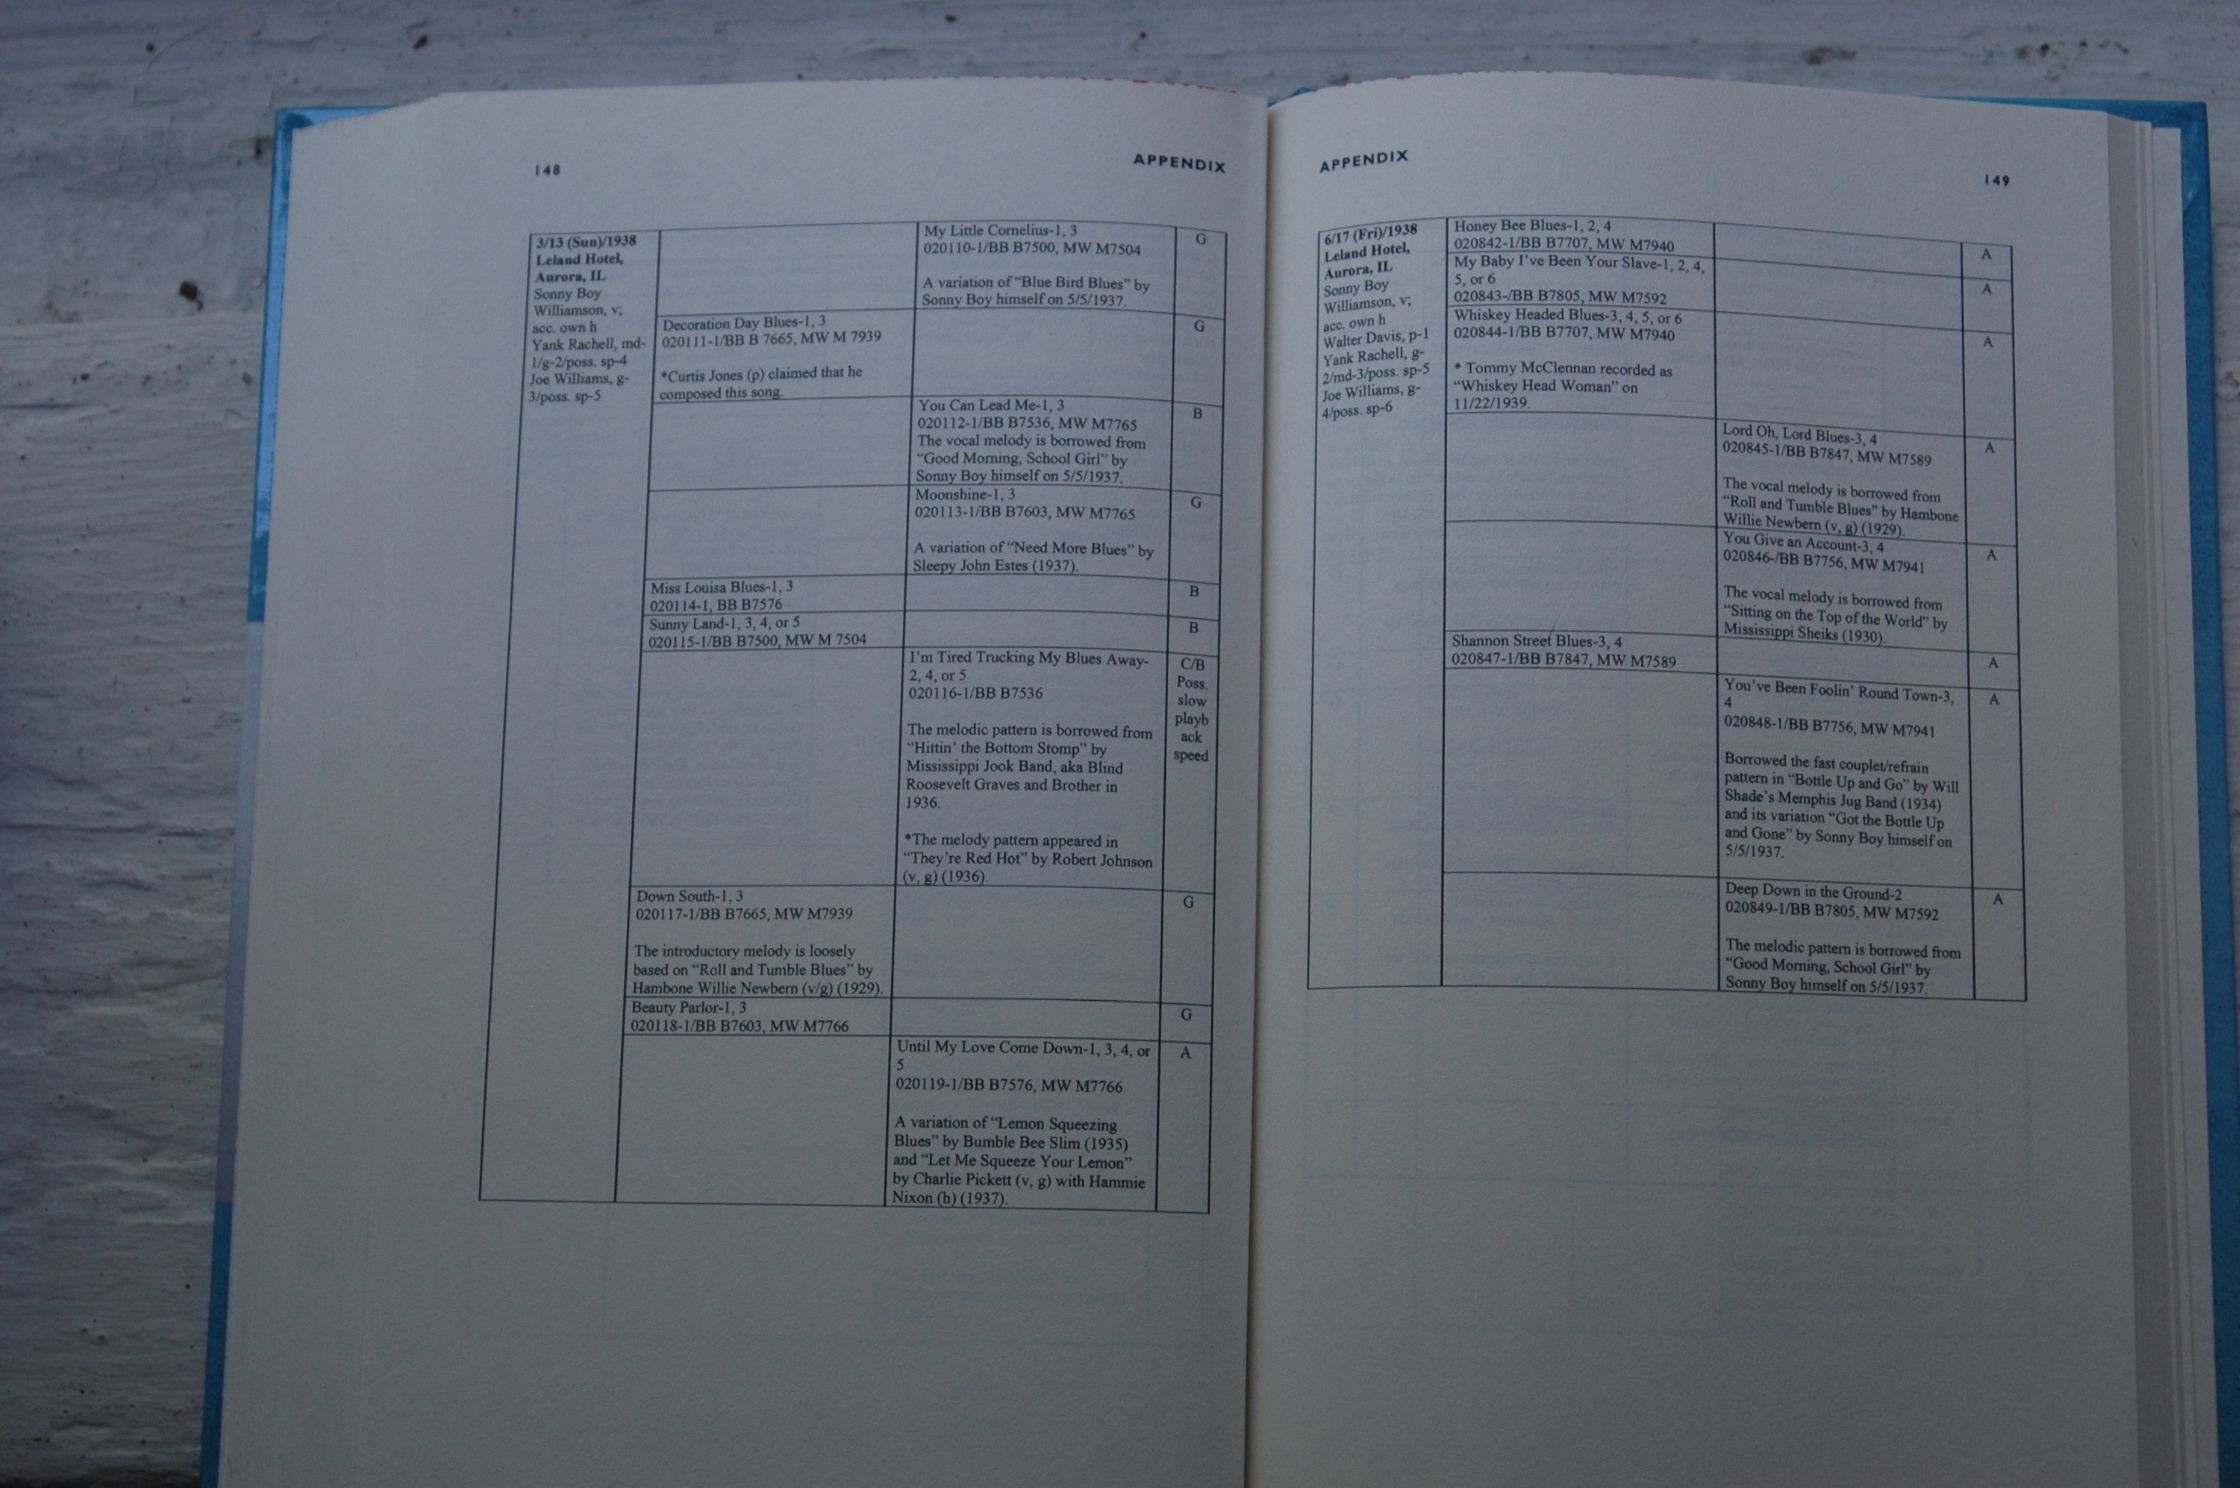 148
APPENDIX
3/13 (Sun)/1938
Leland Hotel,
Aurora, IL
Sonny Boy
Williamson, v;
acc. own h
Yank Rachell, md-
1/g-2/poss. sp-4
Joe Williams, g-
3/poss. sp-5
My Little Cornelius-1, 3
020110-1/BB B7500, MW M7504
A variation of “Blue Bird Blues” by
Sonny Boy himself on 5/5/1937.
G
Decoration Day Blues-1, 3
020111-1/BB B 7665, MW M 7939
*Curtis Jones (p) claimed that he
composed this song.
G
You Can Lead Me-1, 3
020112-1/BB B7536, MW M7765
The vocal melody is borrowed from
“Good Morning, School Girl” by
Sonny Boy himself on 5/5/1937.
B
Moonshine-1, 3
020113-1/BB B7603, MW M7765
A variation of “Need More Blues” by
Sleepy John Estes (1937).
G
Miss Louisa Blues-1, 3
020114-1, BB B7576
B
Sunny Land-1, 3, 4, or 5
020115-1/BB B7500, MW M 7504
B
I’m Tired Trucking My Blues Away-
2, 4, or 5
020116-1/BB B7536
The melodic pattern is borrowed from
“Hittin’ the Bottom Stomp” by
Mississippi Jook Band, aka Blind
Roosevelt Graves and Brother in
1936.
*The melody pattern appeared in
“They’re Red Hot” by Robert Johnson
(v, g) (1936).
C/B
Poss.
slow
playb
ack
speed
Down South-1, 3
020117-1/BB B7665, MW M7939
The introductory melody is loosely
based on “Roll and Tumble Blues” by
Hambone Willie Newbern (v/g) (1929).
G
Beauty Parlor-1, 3
020118-1/BB B7603, MW M7766
G
Until My Love Come Down-1, 3, 4, or
5
020119-1/BB B7576, MW M7766
A variation of “Lemon Squeezing
Blues” by Bumble Bee Slim (1935)
and “Let Me Squeeze Your Lemon”
by Charlie Pickett (v, g) with Hammie
Nixon (h) (1937).
A
APPENDIX
149
6/17 (Fri)/1938
Leland Hotel,
Aurora, IL
Sonny Boy
Williamson, v;
acc. own h
Walter Davis, p-1
Yank Rachell, g-
2/md-3/poss. sp-5
Joe Williams, g-
4/poss. sp-6
Honey Bee Blues-1, 2, 4
020842-1/BB B7707, MW M7940
A
My Baby I’ve Been Your Slave-1, 2, 4,
5, or 6
020843-/BB B7805, MW M7592
A
Whiskey Headed Blues-3, 4, 5, or 6
020844-1/BB B7707, MW M7940
* Tommy McClennan recorded as
“Whiskey Head Woman” on
11/22/1939.
A
Lord Oh, Lord Blues-3, 4
020845-1/BB B7847, MW M7589
The vocal melody is borrowed from
“Roll and Tumble Blues” by Hambone
Willie Newbern (v, g) (1929).
A
You Give an Account-3, 4
020846-/BB B7756, MW M7941
The vocal melody is borrowed from
“Sitting on the Top of the World” by
Mississippi Sheiks (1930).
A
Shannon Street Blues-3, 4
020847-1/BB B7847, MW M7589
A
You’ve Been Foolin’ Round Town-3,
4
020848-1/BB B7756, MW M7941
Borrowed the fast couplet/refrain
pattern in “Bottle Up and Go” by Will
Shade’s Memphis Jug Band (1934)
and its variation “Got the Bottle Up
and Gone” by Sonny Boy himself on
5/5/1937.
A
Deep Down in the Ground-2
020849-1/BB B7805, MW M7592
The melodic pattern is borrowed from
“Good Morning, School Girl” by
Sonny Boy himself on 5/5/1937.
A